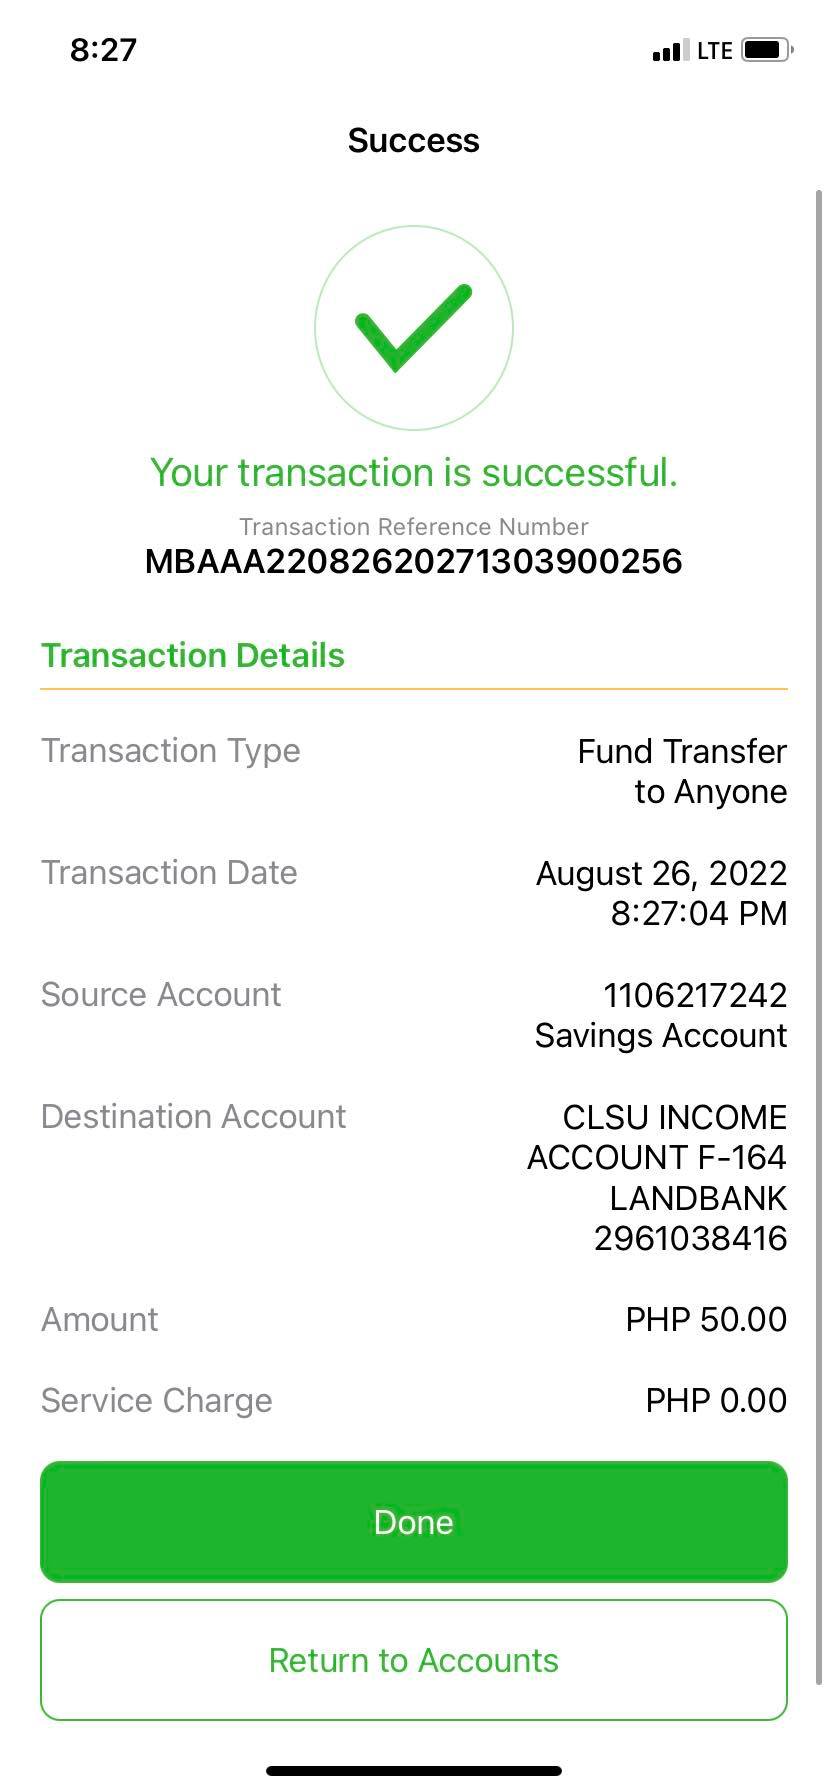 8:27 LTE
Success
Your transaction is successful.
Transaction Reference Number
MBAAA22082620271303900256
Transaction Details
Transaction Type Fund Transfer
to Anyone
Transaction Date August 26, 2022
8:27:04 PM
Source Account 1106217242
Savings Account
Destination Account CLSU INCOME
ACCOUNT F-164
LANDBANK
2961038416
Amount PHP 50.00
Service Charge PHP 0.00
Done
Return to Accounts